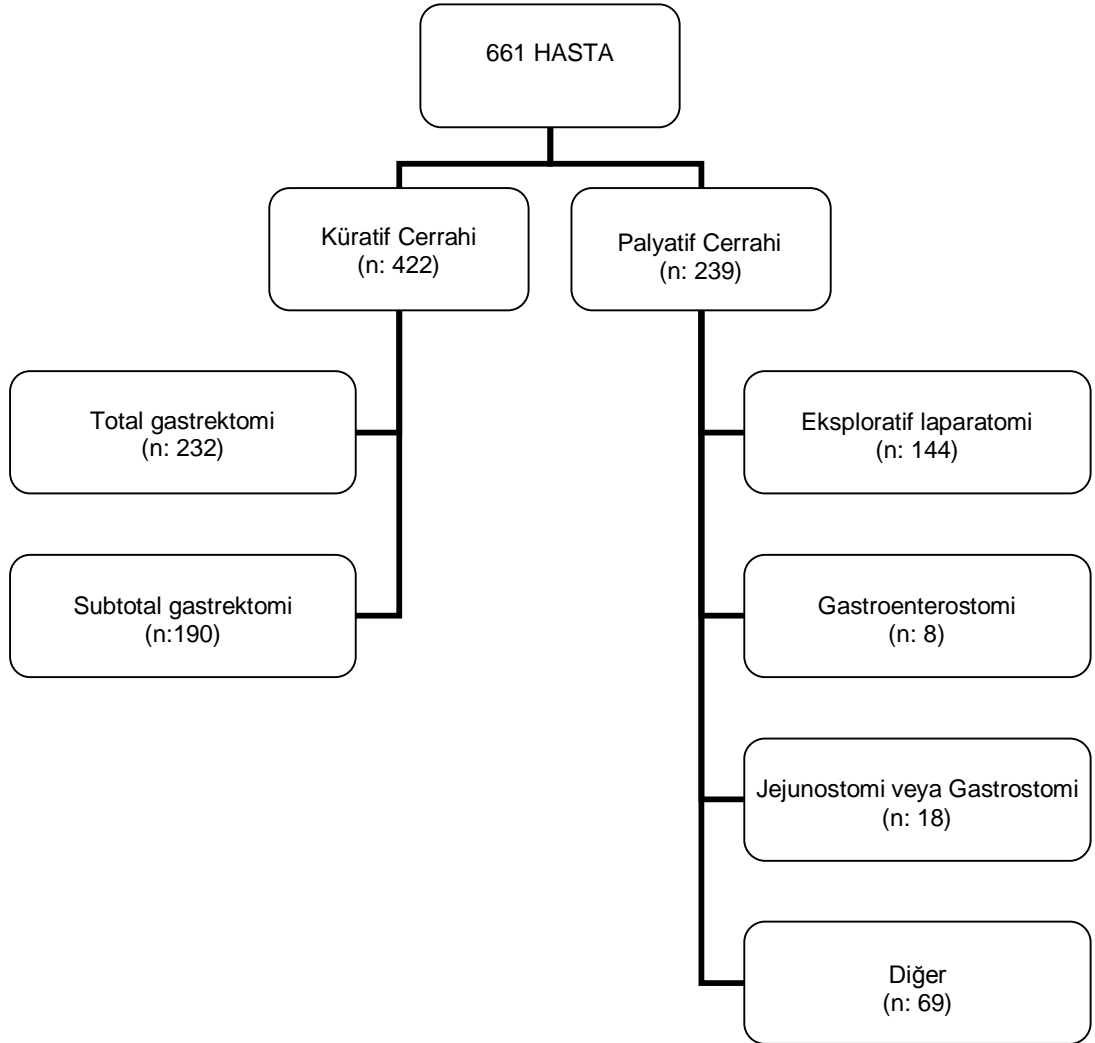 661 HASTA
Küratif Cerrahi
(n: 422)
Palyatif Cerrahi
(n: 239)
Total gastrektomi
(n: 232)
Eksploratif laparatomi
(n: 144)
Subtotal gastrektomi
(n:190)
Gastroenterostomi
(n: 8)
Jejunostomi veya Gastrostomi
(n: 18)
Diğer
(n: 69)